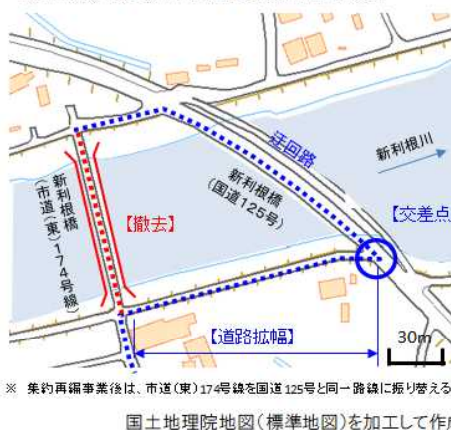 迂回路
新利根川
新利根橋
(国道125号)
【交差点
新利根橋
(市道(東)174号線)
【撤去】
【道路拡幅】
30m
※ 集約再編事業後は、市道(東)174号線を国道125号と同一路線に振り替える
国土地理院地図(標準地図)を加工して作成